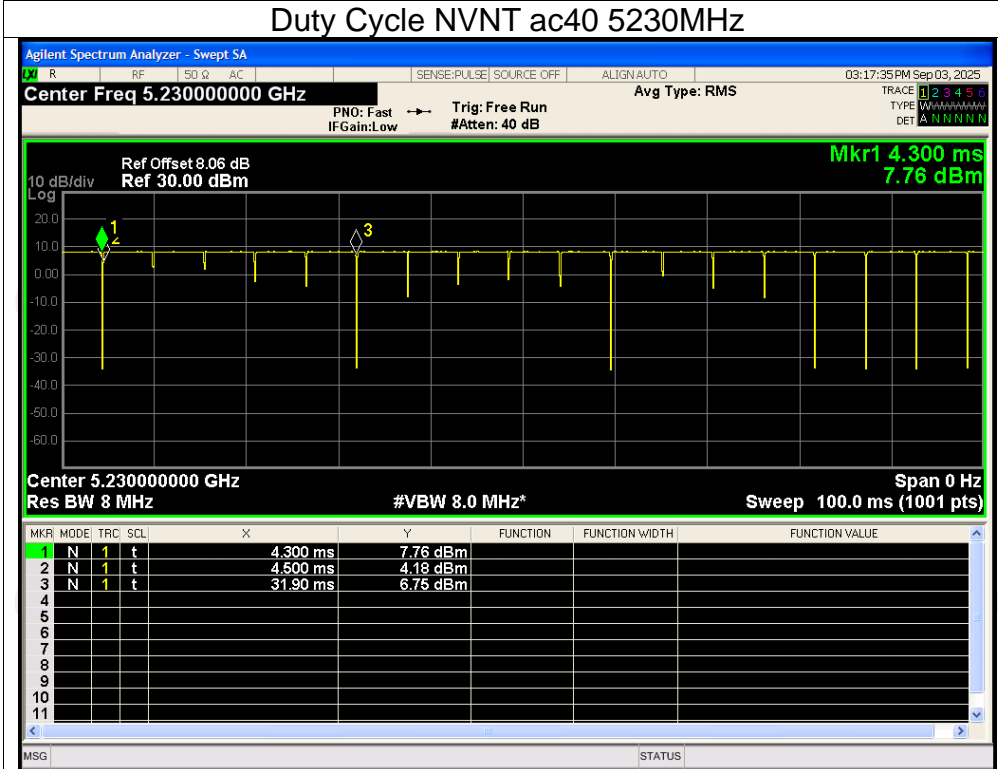 Duty Cycle NVNT ac40 5230MHz
Agilent Spectrum Analyzer - Swept SA
LXI R RF 50 Ω AC SENSE:PULSE SOURCE OFF ALIGN AUTO 03:17:35 PM Sep 03, 2025
Center Freq 5.230000000 GHz Avg Type: RMS TRACE 1 2 3 4 5 6
PNO: Fast Trig: Free Run TYPE WWWWWW
IFGain:Low #Atten: 40 dB DET A N N N N N
Mkr1 4.300 ms
Ref Offset 8.06 dB
10 dB/div Ref 30.00 dBm 7.76 dBm
Log
20.0
1
2
3
10.0
0.00
-10.0
-20.0
-30.0
-40.0
-50.0
-60.0
Center 5.230000000 GHz Span 0 Hz
Res BW 8 MHz #VBW 8.0 MHz* Sweep 100.0 ms (1001 pts)
MKR MODE TRC SCL X Y FUNCTION FUNCTION WIDTH FUNCTION VALUE
1 N 1 t 4.300 ms 7.76 dBm
2 N 1 t 4.500 ms 4.18 dBm
3 N 1 t 31.90 ms 6.75 dBm
4
5
6
7
8
9
10
11
MSG STATUS